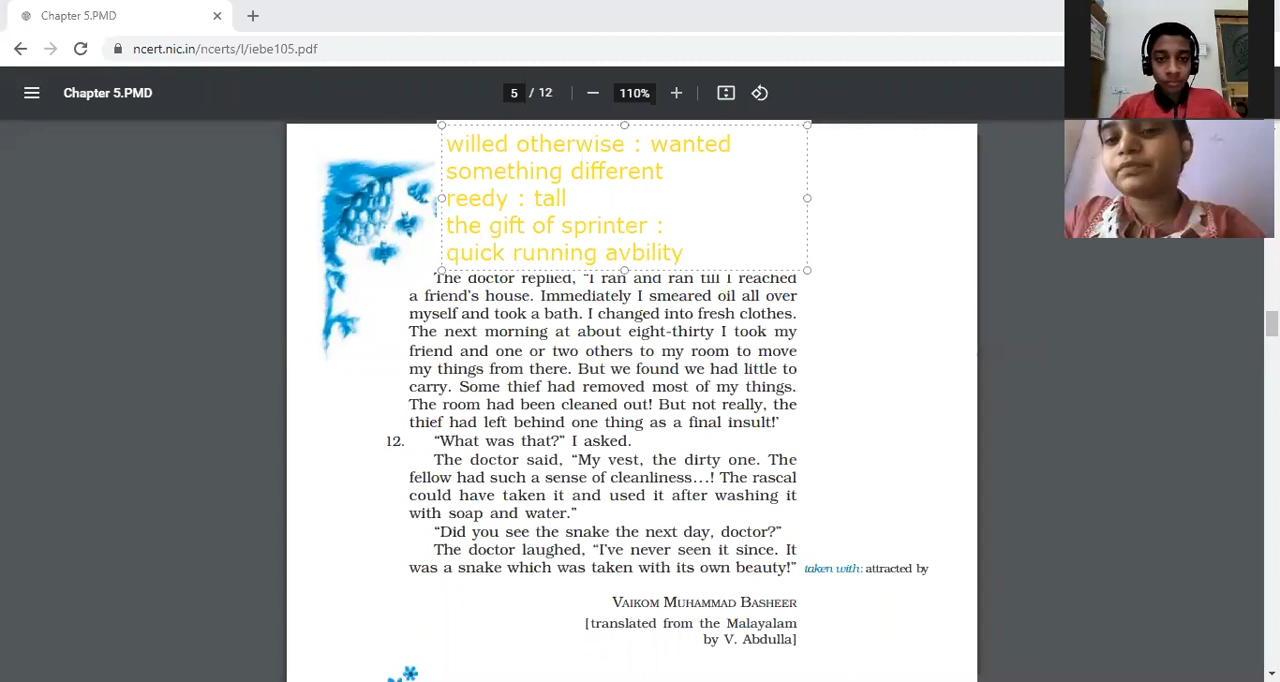 Chapter 5.PMD
ncert.nic.in/ncerts/l/iebe105.pdf
Chapter 5.PMD
5 / 12
110%
willed otherwise : wanted
something different
reedy : tall
the gift of sprinter :
quick running avbility
The doctor replied, “I ran and ran till I reached
a friend’s house. Immediately I smeared oil all over
myself and took a bath. I changed into fresh clothes.
The next morning at about eight-thirty I took my
friend and one or two others to my room to move
my things from there. But we found we had little to
carry. Some thief had removed most of my things.
The room had been cleaned out! But not really, the
thief had left behind one thing as a final insult!’
12. “What was that?” I asked.
The doctor said, “My vest, the dirty one. The
fellow had such a sense of cleanliness...! The rascal
could have taken it and used it after washing it
with soap and water.”
“Did you see the snake the next day, doctor?”
The doctor laughed, “I’ve never seen it since. It
was a snake which was taken with its own beauty!”
taken with: attracted by
VAIKOM MUHAMMAD BASHEER
[translated from the Malayalam
by V. Abdulla]